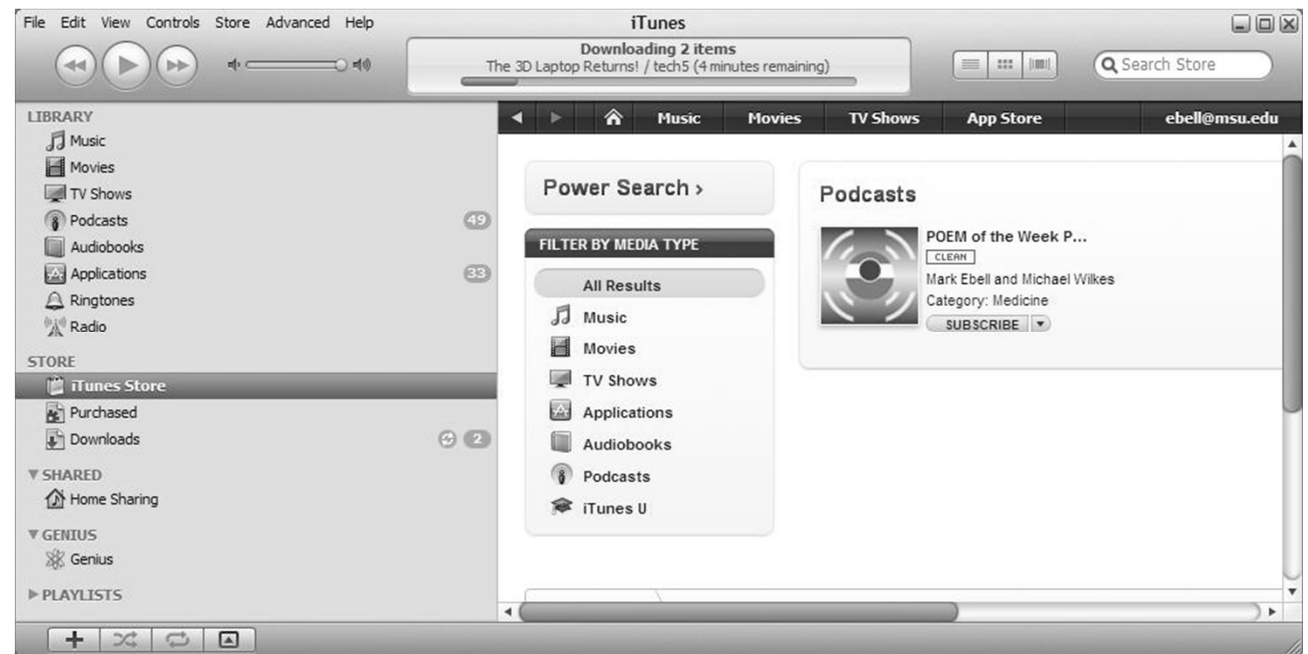 File Edit View Controls Store Advanced Help
iTunes
Downloading 2 items
The 3D Laptop Returns! / tech5 (4 minutes remaining)
Search Store
LIBRARY
Music
Movies
TV Shows
Podcasts 49
Audiobooks
Applications 33
Ringtones
Radio
STORE
iTunes Store
Purchased
Downloads 2
SHARED
Home Sharing
GENIUS
Genius
PLAYLISTS
Music Movies TV Shows App Store ebell@msu.edu
Power Search ›
FILTER BY MEDIA TYPE
All Results
Music
Movies
TV Shows
Applications
Audiobooks
Podcasts
iTunes U
Podcasts
POEM of the Week P...
CLEAN
Mark Ebell and Michael Wilkes
Category: Medicine
SUBSCRIBE